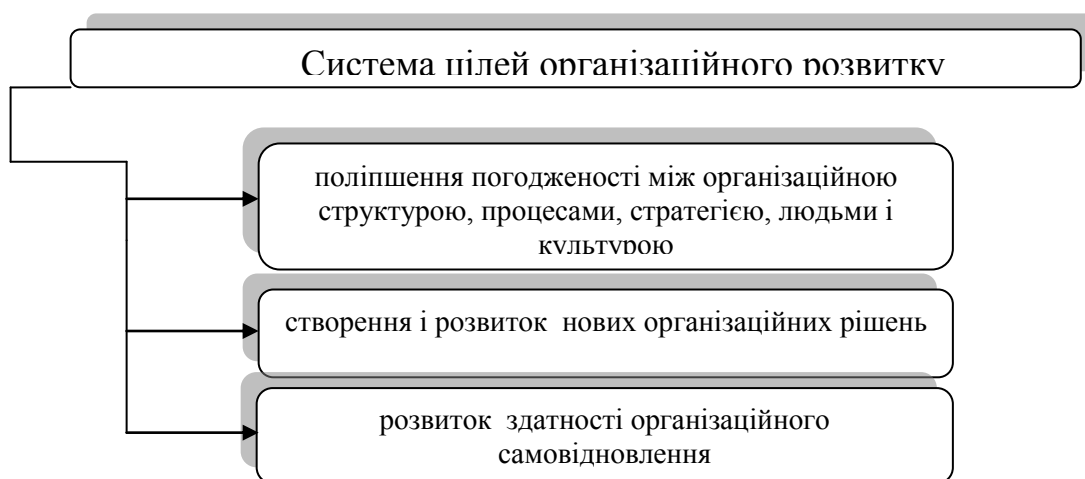 Система цілей організаційного розвитку
поліпшення погодженості між організаційною
структурою, процесами, стратегією, людьми і
культурою
створення і розвиток нових організаційних рішень
розвиток здатності організаційного
самовідновлення